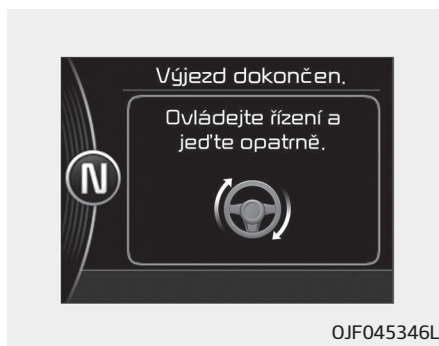 Výjezd dokončen.
Ovládejte řízení a
jeďte opatrně.
N
OJF045346L